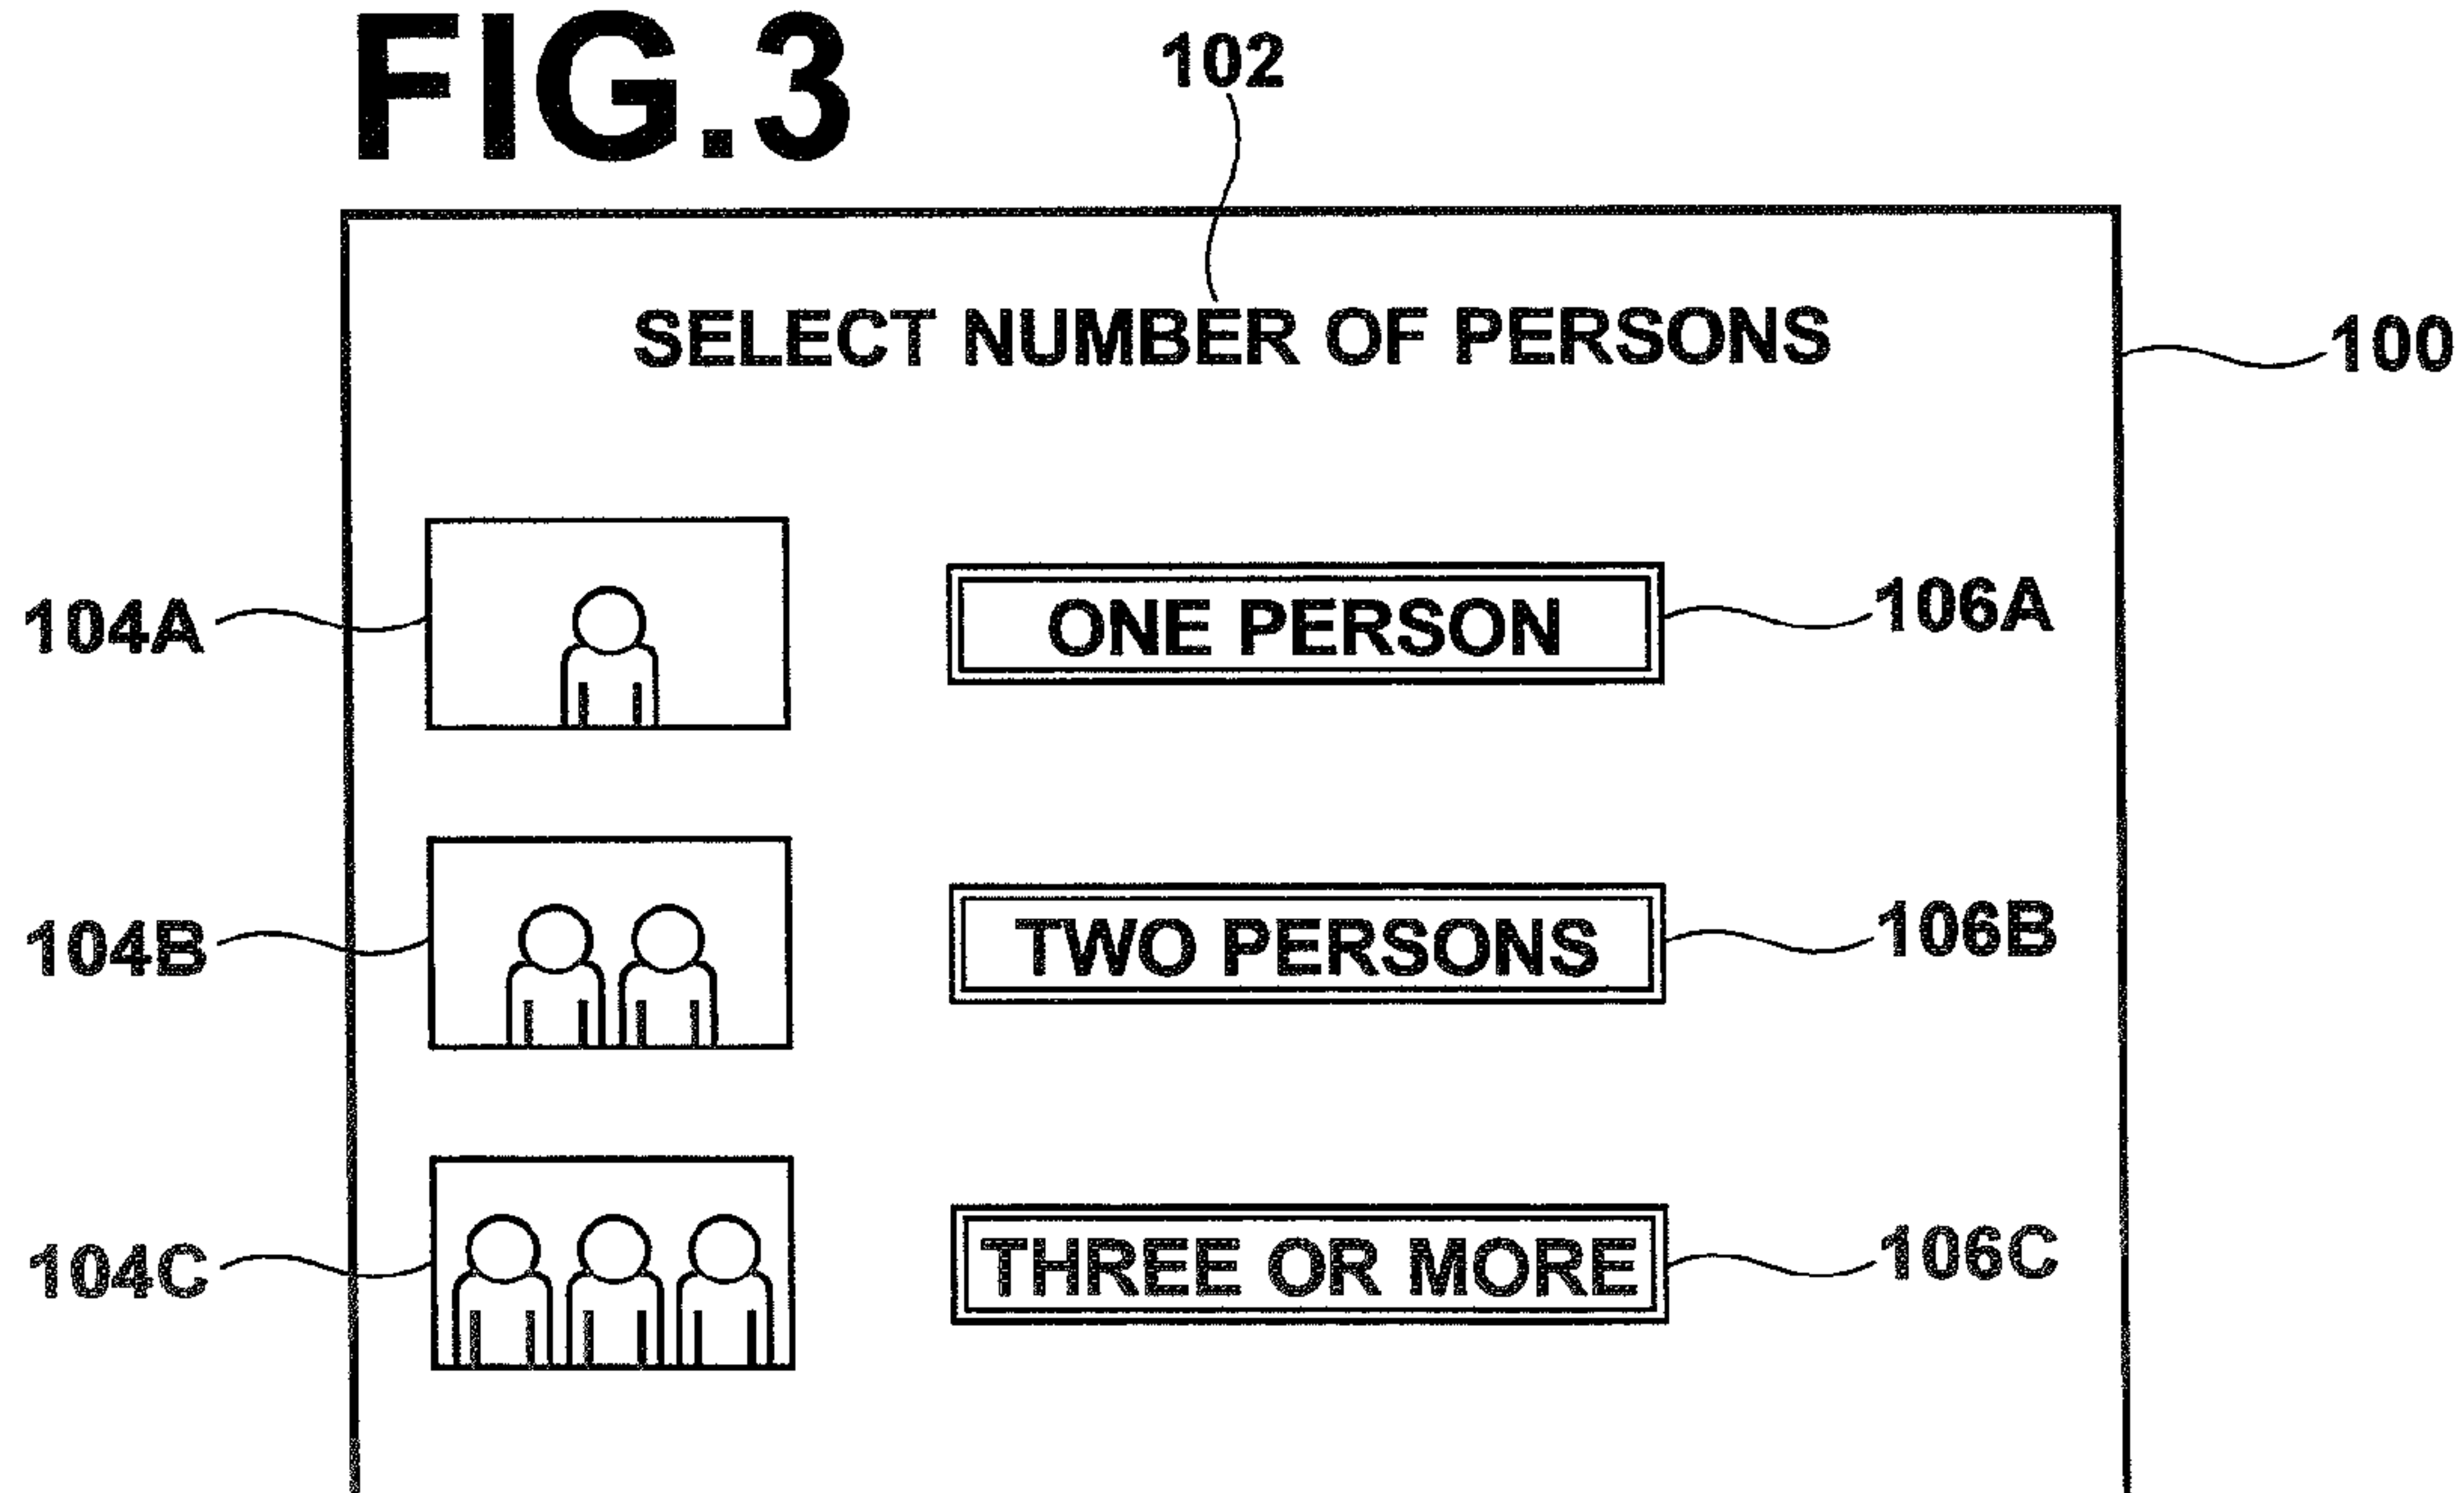 FIG.3
102
SELECT NUMBER OF PERSONS
100
104A
ONE PERSON
106A
104B
TWO PERSONS
106B
104C
THREE OR MORE
106C